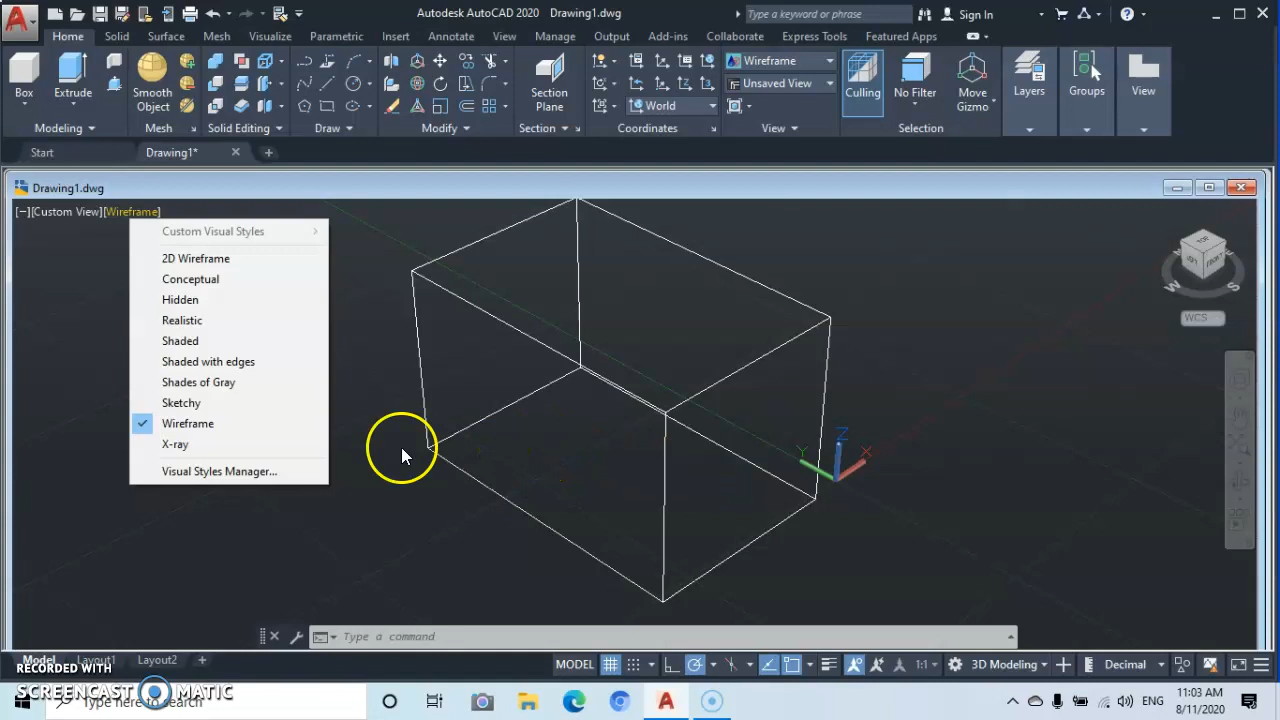 Autodesk AutoCAD 2020 Drawing1.dwg
Type a keyword or phrase
Sign In
Home Solid Surface Mesh Visualize Parametric Insert Annotate View Manage Output Add-ins Collaborate Express Tools Featured Apps
Wireframe
Unsaved View
World
Box Extrude Smooth Object Section Plane Culling No Filter Move Gizmo Layers Groups View
Modeling Mesh Solid Editing Draw Modify Section Coordinates View Selection
Start Drawing1*
Drawing1.dwg
[−][Custom View][Wireframe]
Custom Visual Styles
2D Wireframe
Conceptual
Hidden
Realistic
Shaded
Shaded with edges
Shades of Gray
Sketchy
Wireframe
X-ray
Visual Styles Manager...
TOP
W S
WCS
Z
Y X
Type a command
Model Layout1 Layout2
MODEL 1:1 3D Modeling Decimal
RECORDED WITH
SCREENCAST MATIC
Type here to search
ENG
11:03 AM
8/11/2020